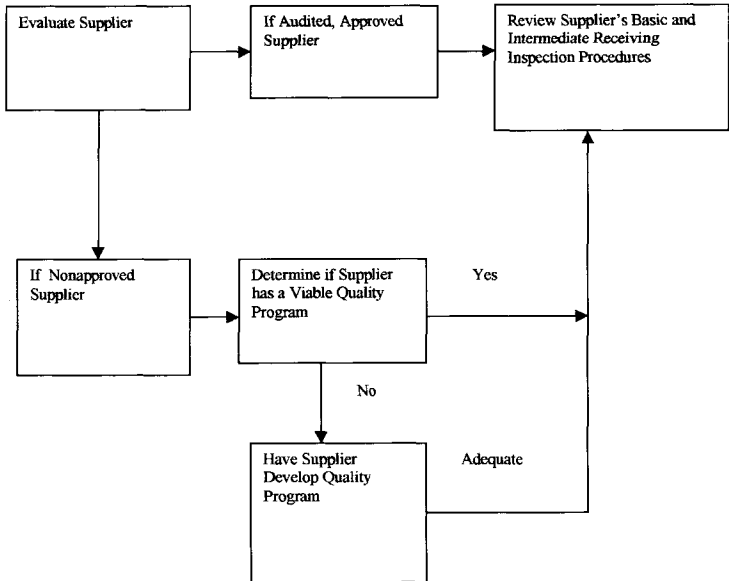 Evaluate Supplier
If Audited, Approved
Supplier
Review Supplier's Basic and
Intermediate Receiving
Inspection Procedures
If Nonapproved
Supplier
Determine if Supplier
has a Viable Quality
Program
Yes
No
Have Supplier
Develop Quality
Program
Adequate